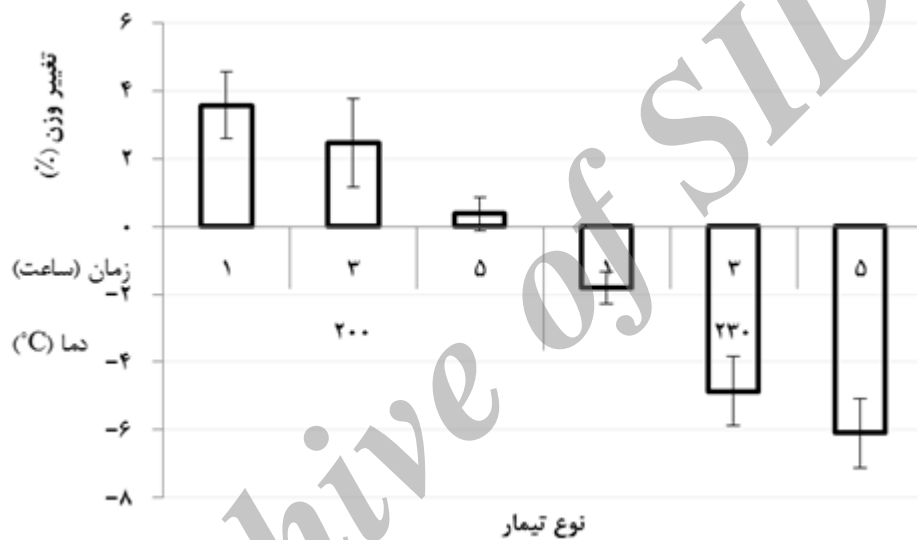 تغییر وزن (٪)
۶
۴
۲
۰
-۲
-۴
-۶
-۸
زمان (ساعت)
۱ ۳ ۵ ۱ ۳ ۵
دما (°C)
۲۰۰ ۲۳۰
نوع تیمار
hive of SID